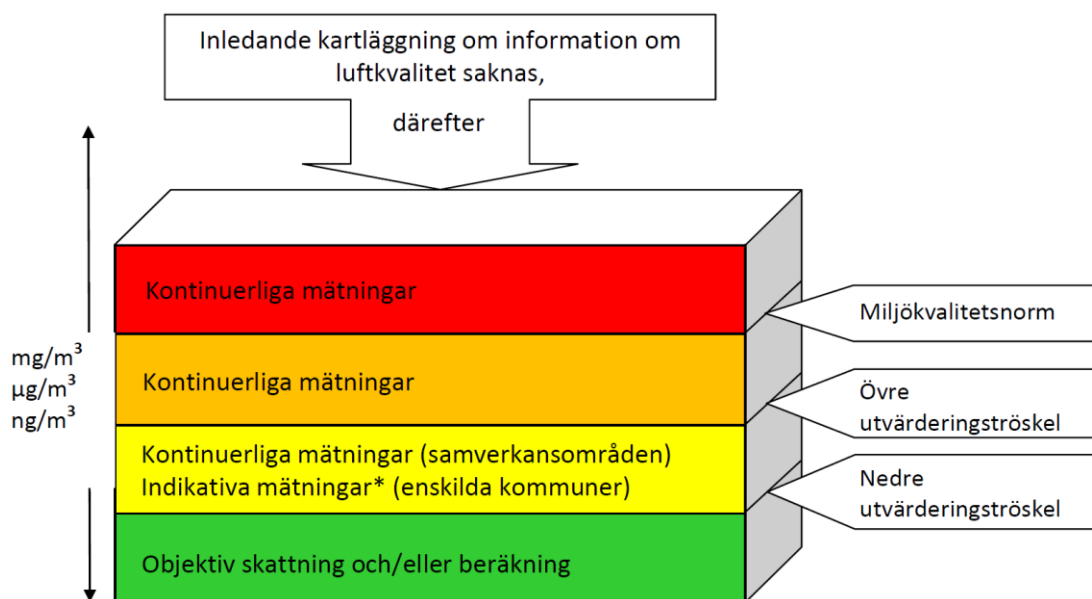 Inledande kartläggning om information om
luftkvalitet saknas,
därefter
Kontinuerliga mätningar
Miljökvalitetsnorm
mg/m³
µg/m³
ng/m³
Kontinuerliga mätningar
Övre
utvärderingströskel
Kontinuerliga mätningar (samverkansområden)
Indikativa mätningar* (enskilda kommuner)
Nedre
utvärderingströskel
Objektiv skattning och/eller beräkning